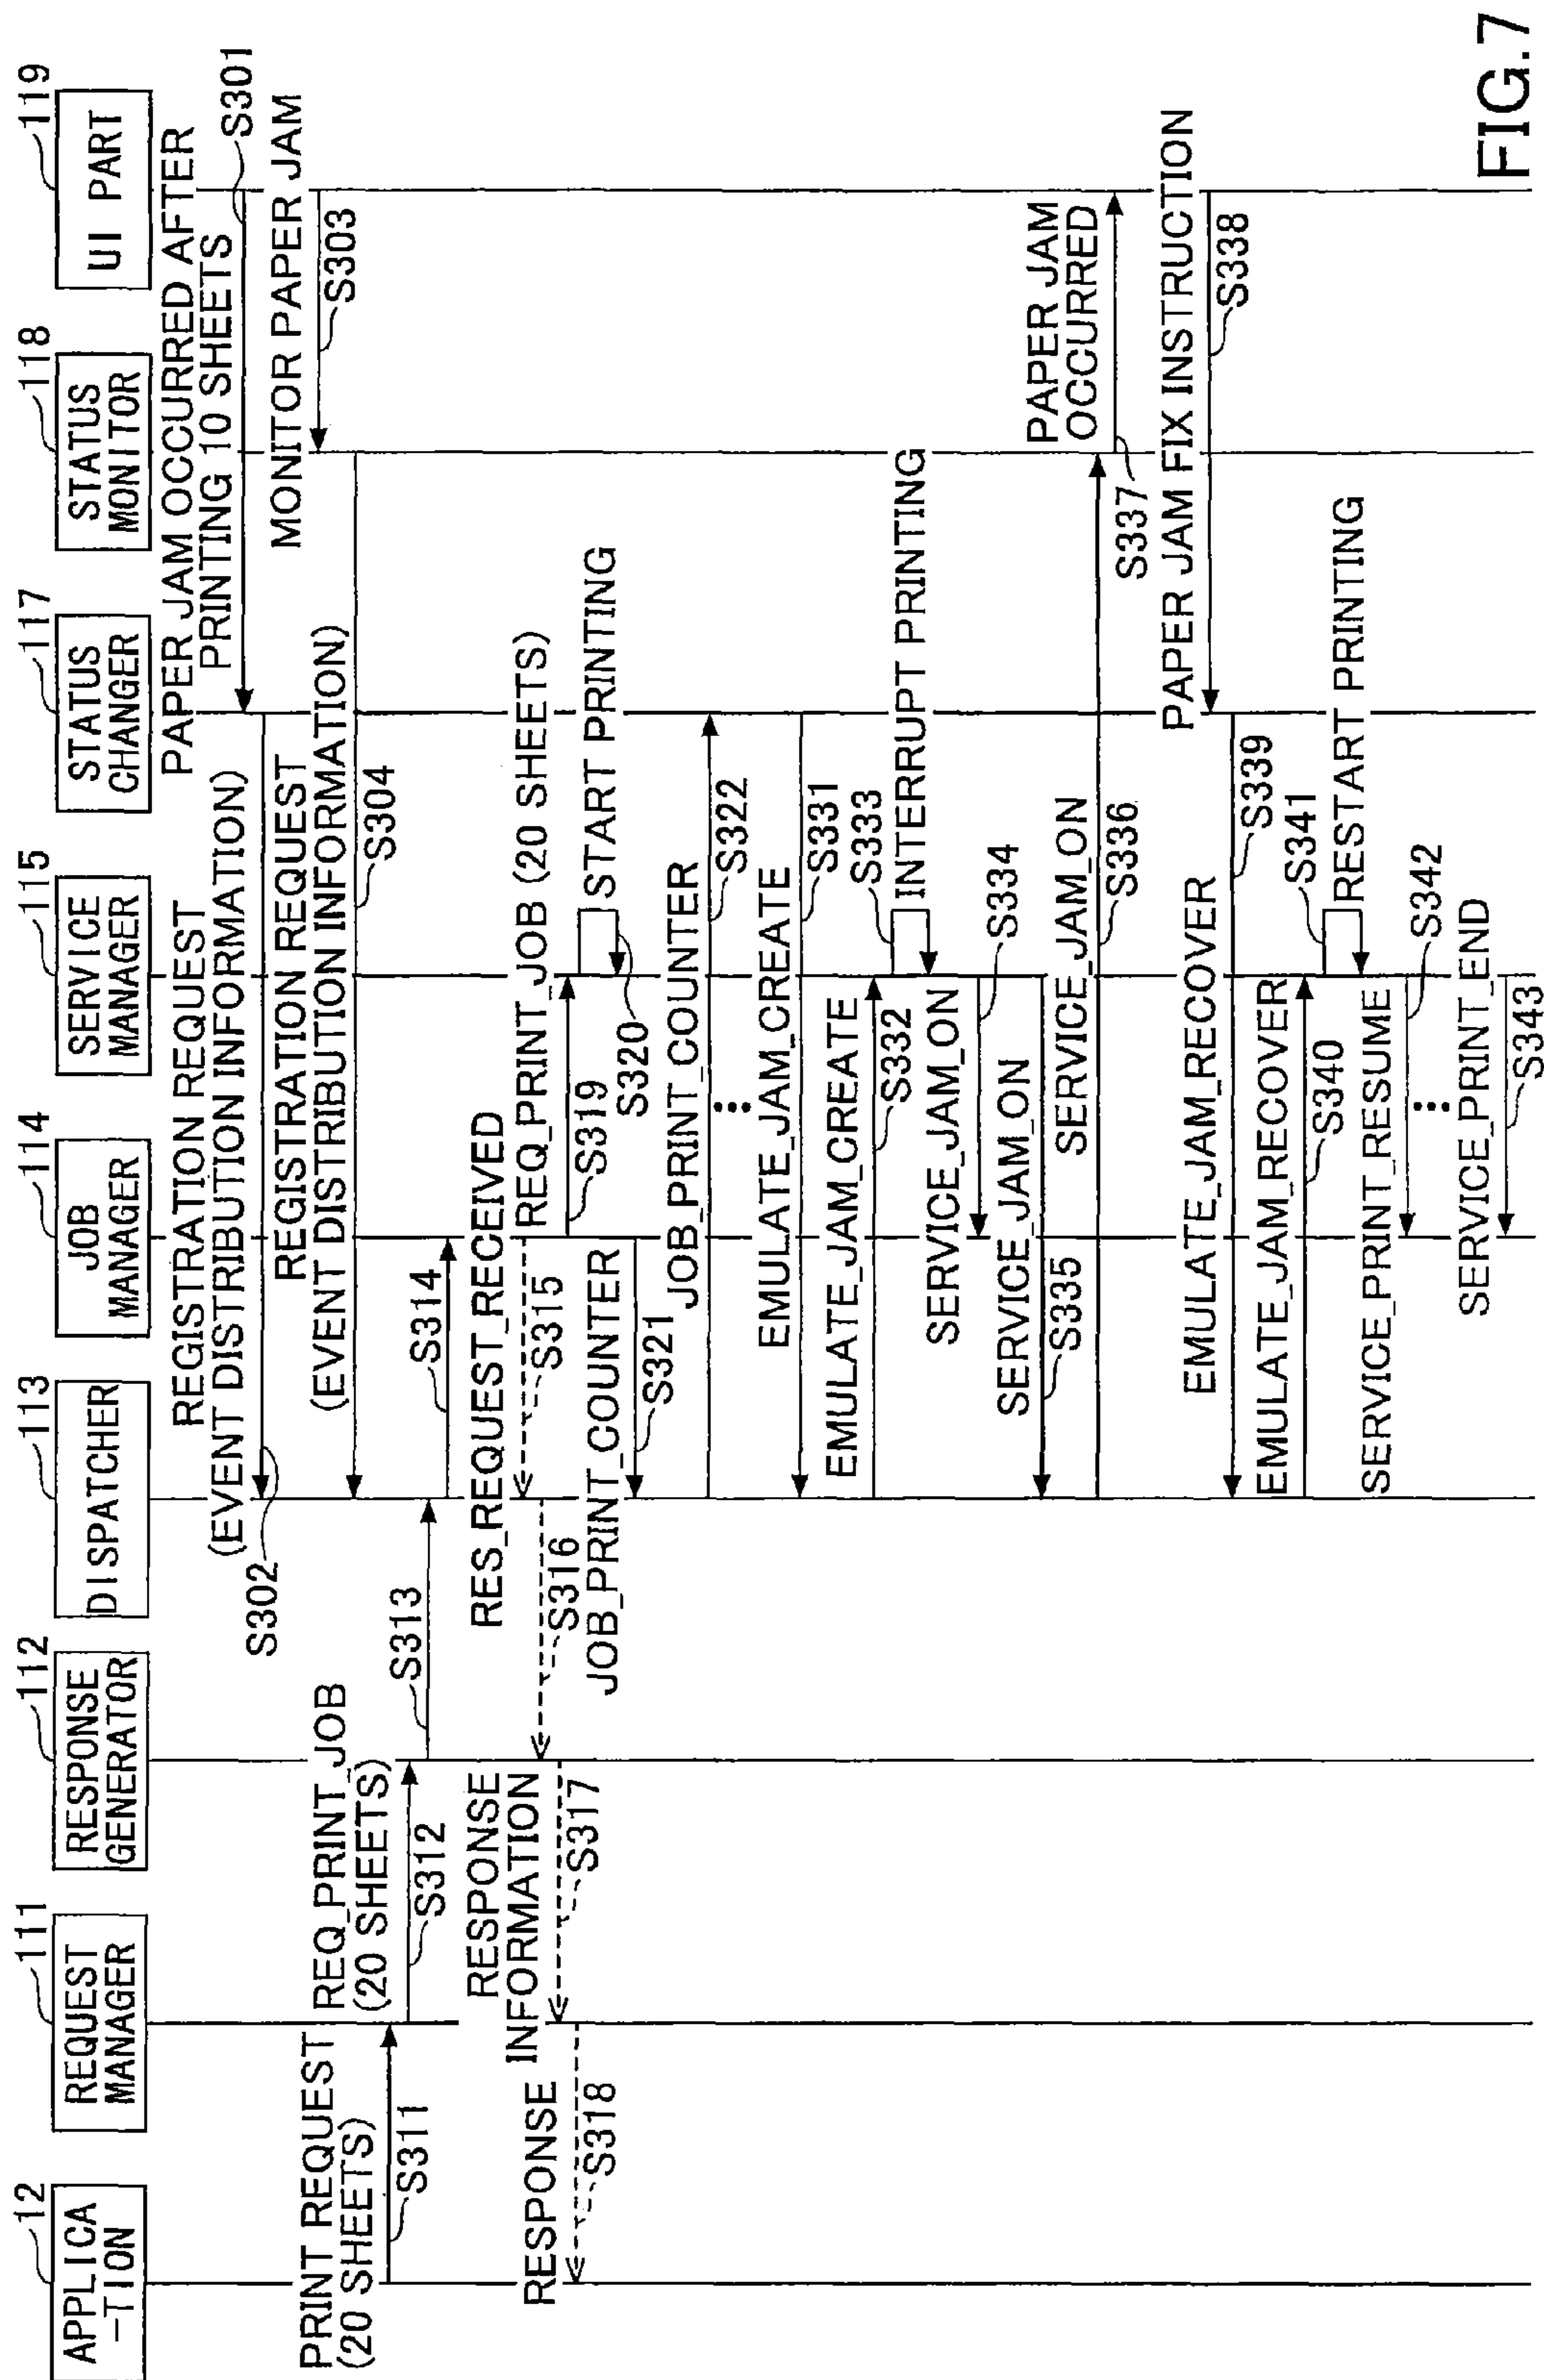 12
APPLICA
-TION
111
REQUEST
MANAGER
112
RESPONSE
GENERATOR
113
DISPATCHER
114
JOB
MANAGER
115
SERVICE
MANAGER
117
STATUS
CHANGER
118
STATUS
MONITOR
119
UI PART
PAPER JAM OCCURRED AFTER
PRINTING 10 SHEETS
S301
REGISTRATION REQUEST
(EVENT DISTRIBUTION INFORMATION)
S302
MONITOR PAPER JAM
S303
REGISTRATION REQUEST
(EVENT DISTRIBUTION INFORMATION)
S304
PRINT REQUEST
(20 SHEETS)
S311
REQ_PRINT_JOB
(20 SHEETS)
S312
S313
S314
RES_REQUEST_RECEIVED
S315
S316
RESPONSE
INFORMATION
S317
RESPONSE
S318
REQ_PRINT_JOB (20 SHEETS)
S319
START PRINTING
S320
JOB_PRINT_COUNTER
S321
JOB_PRINT_COUNTER
S322
EMULATE_JAM_CREATE
S331
EMULATE_JAM_CREATE
S332
S333
INTERRUPT PRINTING
SERVICE_JAM_ON
S334
SERVICE_JAM_ON
S335
SERVICE_JAM_ON
S336
PAPER JAM
OCCURRED
S337
PAPER JAM FIX INSTRUCTION
S338
EMULATE_JAM_RECOVER
S339
EMULATE_JAM_RECOVER
S340
S341
RESTART PRINTING
SERVICE_PRINT_RESUME
S342
SERVICE_PRINT_END
S343
FIG.7